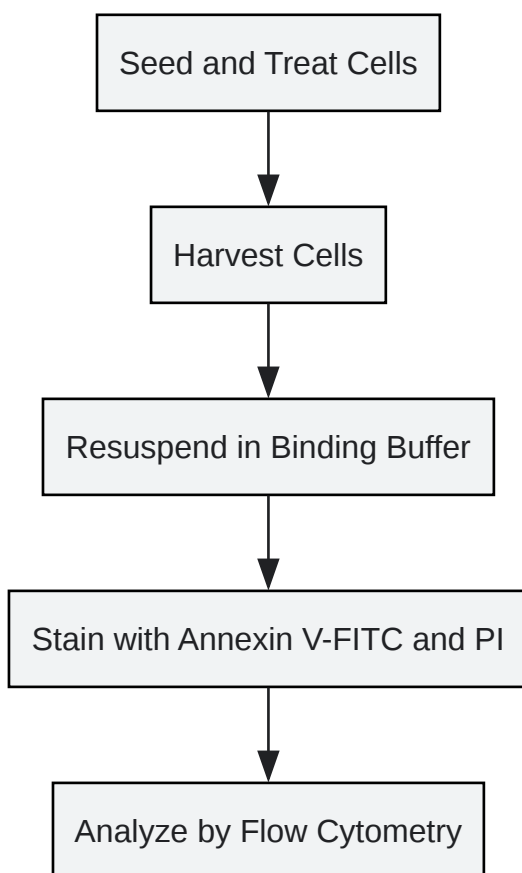 Seed and Treat Cells
Harvest Cells
Resuspend in Binding Buffer
Stain with Annexin V-FITC and PI
Analyze by Flow Cytometry